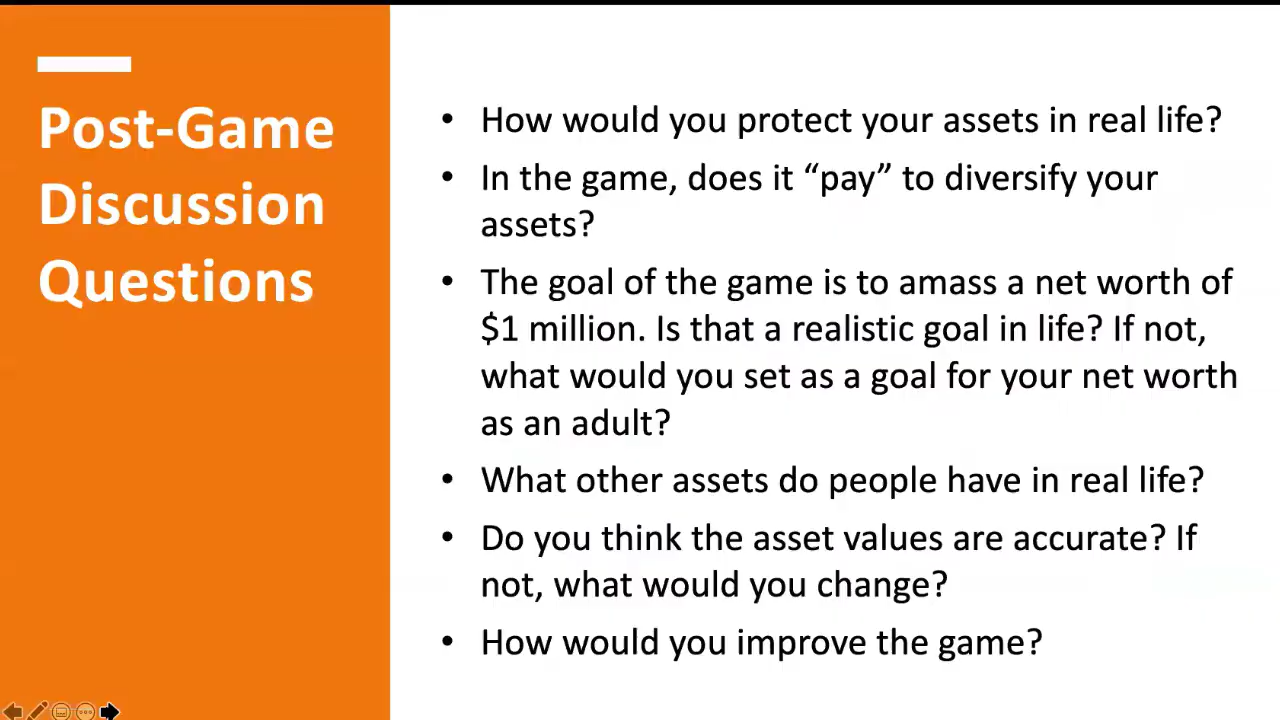 Post-Game
Discussion
Questions
• How would you protect your assets in real life?
• In the game, does it “pay” to diversify your
assets?
• The goal of the game is to amass a net worth of
$1 million. Is that a realistic goal in life? If not,
what would you set as a goal for your net worth
as an adult?
• What other assets do people have in real life?
• Do you think the asset values are accurate? If
not, what would you change?
• How would you improve the game?